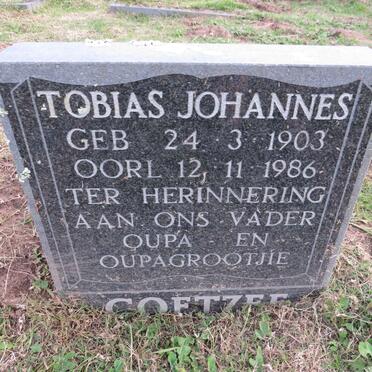 TOBIAS JOHANNES
GEB 24 3 1903
OORL 12 11 1986
TER HERINNERING
AAN ONS VADER
OUPA EN
OUPAGROOTJIE
COETZEE